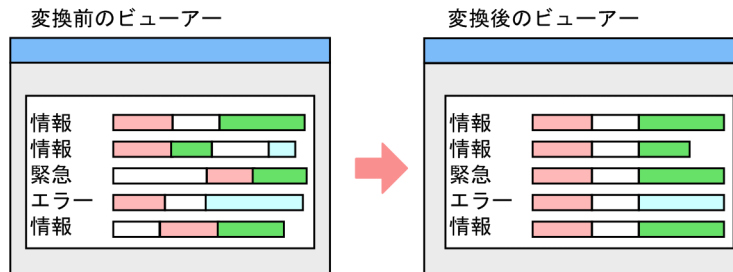 変換前のビューアー
変換後のビューアー
情報
情報
緊急
エラー
情報
情報
情報
緊急
エラー
情報